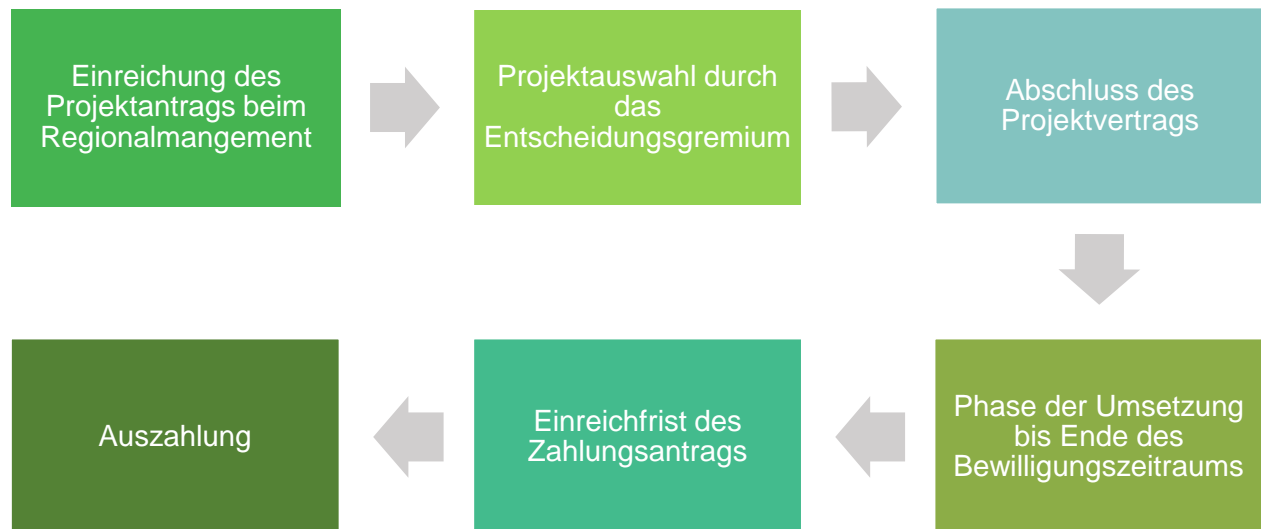 Einreichung des
Projektantrags beim
Regionalmangement
Projektauswahl durch
das
Entscheidungsgremium
Abschluss des
Projektvertrags
Phase der Umsetzung
bis Ende des
Bewilligungszeitraums
Einreichfrist des
Zahlungsantrags
Auszahlung